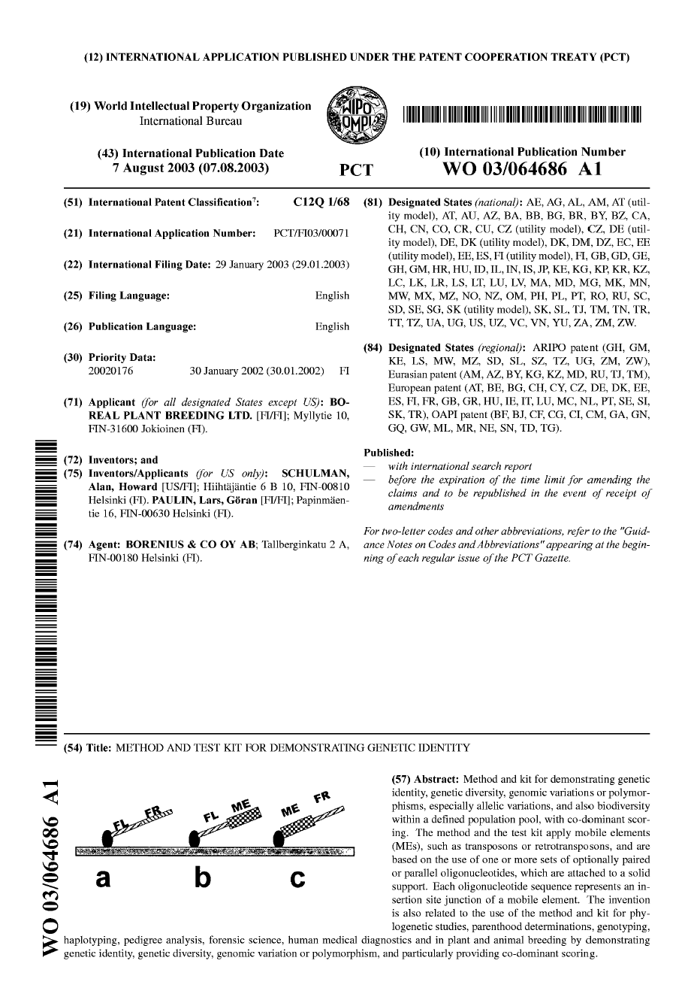 (12) INTERNATIONAL APPLICATION PUBLISHED UNDER THE PATENT COOPERATION TREATY (PCT)
(19) World Intellectual Property Organization
International Bureau
WIPO
OMPI
(43) International Publication Date
7 August 2003 (07.08.2003)
PCT
(10) International Publication Number
WO 03/064686 A1
(51) International Patent Classification7: C12Q 1/68
(21) International Application Number: PCT/FI03/00071
(22) International Filing Date: 29 January 2003 (29.01.2003)
(25) Filing Language: English
(26) Publication Language: English
(30) Priority Data:
20020176 30 January 2002 (30.01.2002) FI
(71) Applicant (for all designated States except US): BO-
REAL PLANT BREEDING LTD. [FI/FI]; Myllytie 10,
FIN-31600 Jokioinen (FI).
(72) Inventors; and
(75) Inventors/Applicants (for US only): SCHULMAN,
Alan, Howard [US/FI]; Hiihtäjäntie 6 B 10, FIN-00810
Helsinki (FI). PAULIN, Lars, Göran [FI/FI]; Papinmäen-
tie 16, FIN-00630 Helsinki (FI).
(74) Agent: BORENIUS & CO OY AB; Tallberginkatu 2 A,
FIN-00180 Helsinki (FI).
(81) Designated States (national): AE, AG, AL, AM, AT (util-
ity model), AT, AU, AZ, BA, BB, BG, BR, BY, BZ, CA,
CH, CN, CO, CR, CU, CZ (utility model), CZ, DE (util-
ity model), DE, DK (utility model), DK, DM, DZ, EC, EE
(utility model), EE, ES, FI (utility model), FI, GB, GD, GE,
GH, GM, HR, HU, ID, IL, IN, IS, JP, KE, KG, KP, KR, KZ,
LC, LK, LR, LS, LT, LU, LV, MA, MD, MG, MK, MN,
MW, MX, MZ, NO, NZ, OM, PH, PL, PT, RO, RU, SC,
SD, SE, SG, SK (utility model), SK, SL, TJ, TM, TN, TR,
TT, TZ, UA, UG, US, UZ, VC, VN, YU, ZA, ZM, ZW.
(84) Designated States (regional): ARIPO patent (GH, GM,
KE, LS, MW, MZ, SD, SL, SZ, TZ, UG, ZM, ZW),
Eurasian patent (AM, AZ, BY, KG, KZ, MD, RU, TJ, TM),
European patent (AT, BE, BG, CH, CY, CZ, DE, DK, EE,
ES, FI, FR, GB, GR, HU, IE, IT, LU, MC, NL, PT, SE, SI,
SK, TR), OAPI patent (BF, BJ, CF, CG, CI, CM, GA, GN,
GQ, GW, ML, MR, NE, SN, TD, TG).
Published:
— with international search report
— before the expiration of the time limit for amending the
claims and to be republished in the event of receipt of
amendments
For two-letter codes and other abbreviations, refer to the "Guid-
ance Notes on Codes and Abbreviations" appearing at the begin-
ning of each regular issue of the PCT Gazette.
(54) Title: METHOD AND TEST KIT FOR DEMONSTRATING GENETIC IDENTITY
FL FR
FL ME
ME FR
a b c
(57) Abstract: Method and kit for demonstrating genetic
identity, genetic diversity, genomic variations or polymor-
phisms, especially allelic variations, and also biodiversity
within a defined population pool, with co-dominant scor-
ing. The method and the test kit apply mobile elements
(MEs), such as transposons or retrotransposons, and are
based on the use of one or more sets of optionally paired
or parallel oligonucleotides, which are attached to a solid
support. Each oligonucleotide sequence represents an in-
sertion site junction of a mobile element. The invention
is also related to the use of the method and kit for phy-
logenetic studies, parenthood determinations, genotyping,
haplotyping, pedigree analysis, forensic science, human medical diagnostics and in plant and animal breeding by demonstrating
genetic identity, genetic diversity, genomic variation or polymorphism, and particularly providing co-dominant scoring.
WO 03/064686 A1